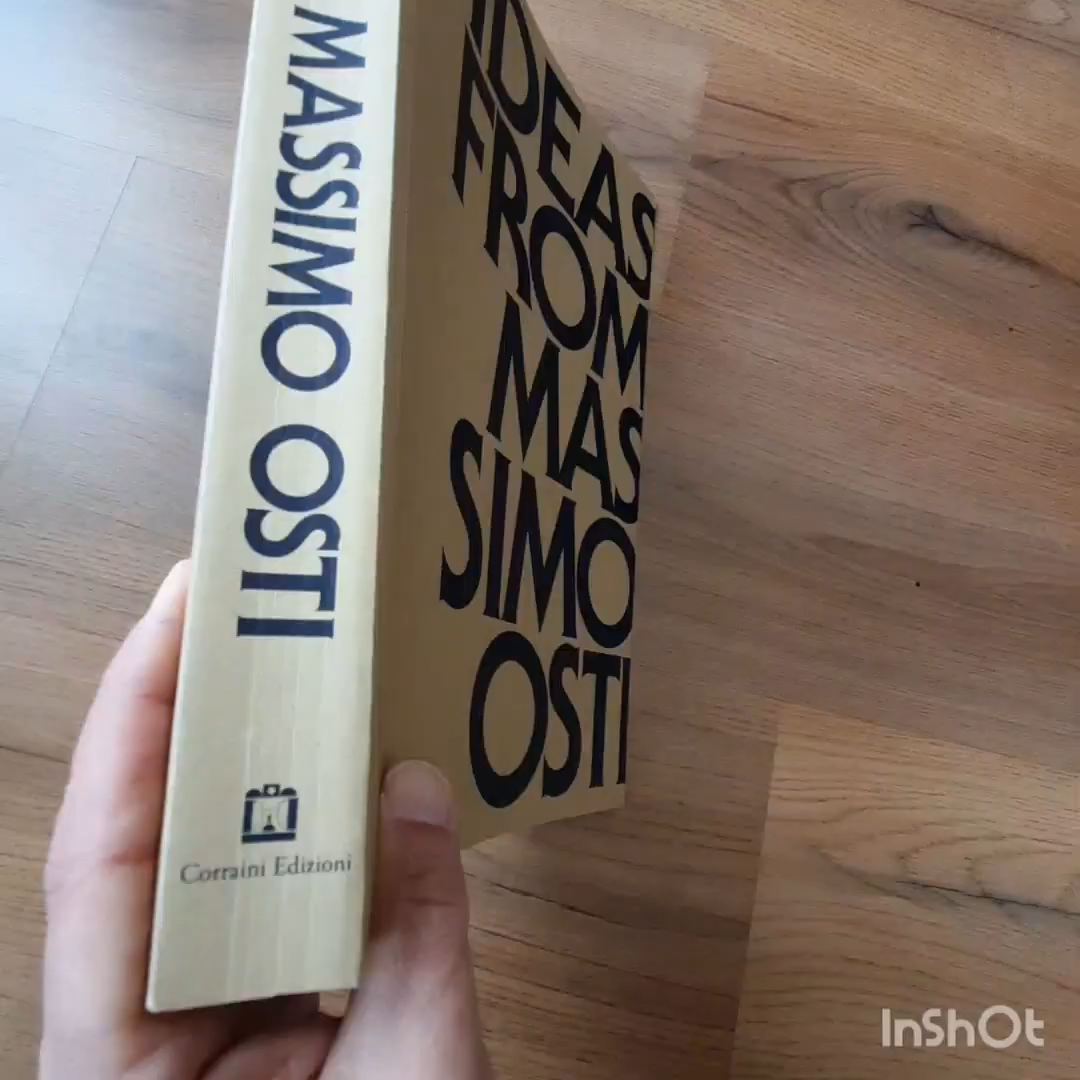 MASSIMO OSTI
Corraini Edizioni
IDEAS
FROM
MAS
SIMO
OSTI
InShOt